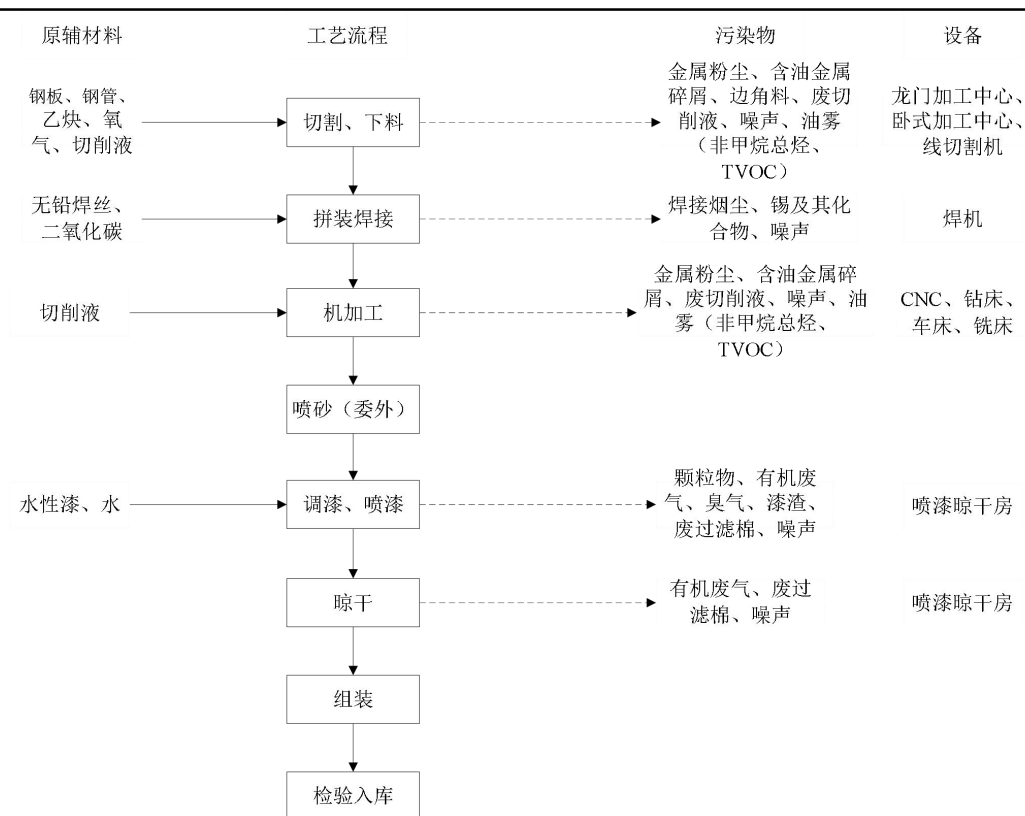 原辅材料
工艺流程
污染物
设备
钢板、钢管、
乙炔、氧
气、切削液
切割、下料
金属粉尘、含油金属
碎屑、边角料、废切
削液、噪声、油雾
（非甲烷总烃、
TVOC）
龙门加工中心、
卧式加工中心、
线切割机
无铅焊丝、
二氧化碳
拼装焊接
焊接烟尘、锡及其化
合物、噪声
焊机
切削液
机加工
金属粉尘、含油金属碎
屑、废切削液、噪声、油
雾（非甲烷总烃、
TVOC）
CNC、钻床、
车床、铣床
喷砂（委外）
水性漆、水
调漆、喷漆
颗粒物、有机废
气、臭气、漆渣、
废过滤棉、噪声
喷漆晾干房
晾干
有机废气、废过
滤棉、噪声
喷漆晾干房
组装
检验入库